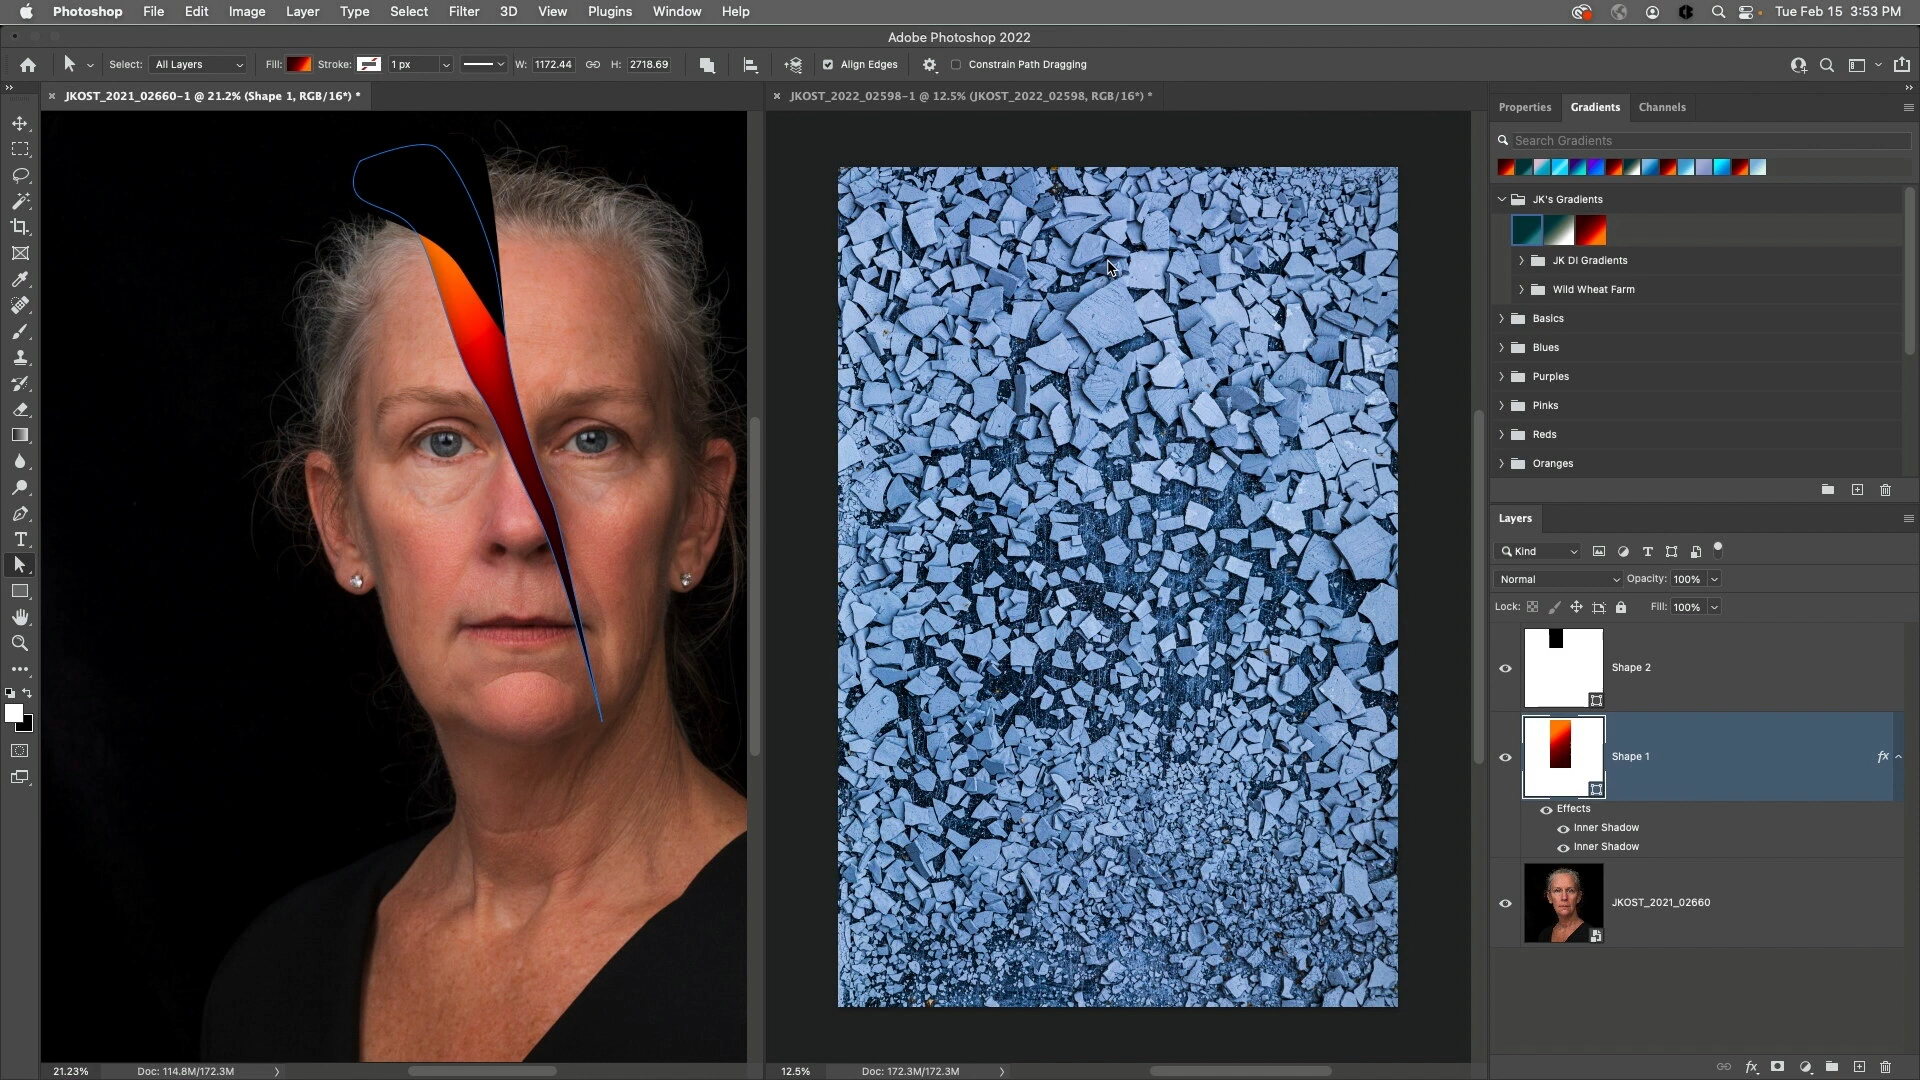 Photoshop File Edit Image Layer Type Select Filter 3D View Plugins Window Help Tue Feb 15 3:53 PM
Adobe Photoshop 2022
Select: All Layers Fill: Stroke: 1 px W: 1172.44 H: 2718.69 Align Edges Constrain Path Dragging
JKOST_2021_02660-1 @ 21.2% (Shape 1, RGB/16*) *
JKOST_2022_02598-1 @ 12.5% (JKOST_2022_02598, RGB/16*) *
Properties Gradients Channels
Search Gradients
JK's Gradients
JK DI Gradients
Wild Wheat Farm
Basics
Blues
Purples
Pinks
Reds
Oranges
Layers
Kind
Normal Opacity: 100%
Lock: Fill: 100%
Shape 2
Shape 1 fx
Effects
Inner Shadow
Inner Shadow
JKOST_2021_02660
21.23% Doc: 114.8M/172.3M
12.5% Doc: 172.3M/172.3M
fx